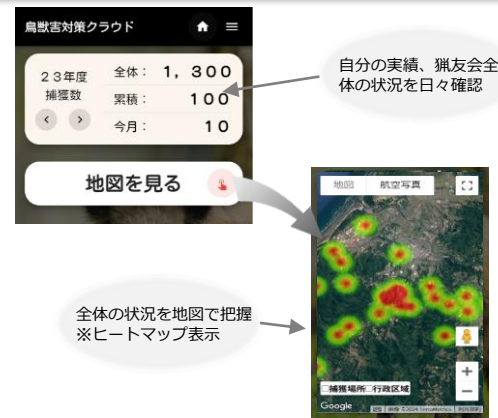 鳥獣害対策クラウド
23年度
捕獲数
全体： 1，300
累積： 100
今月： 10
自分の実績、猟友会全
体の状況を日々確認
地図を見る
地図 航空写真
全体の状況を地図で把握
※ヒートマップ表示
捕獲場所 行政区域
Google